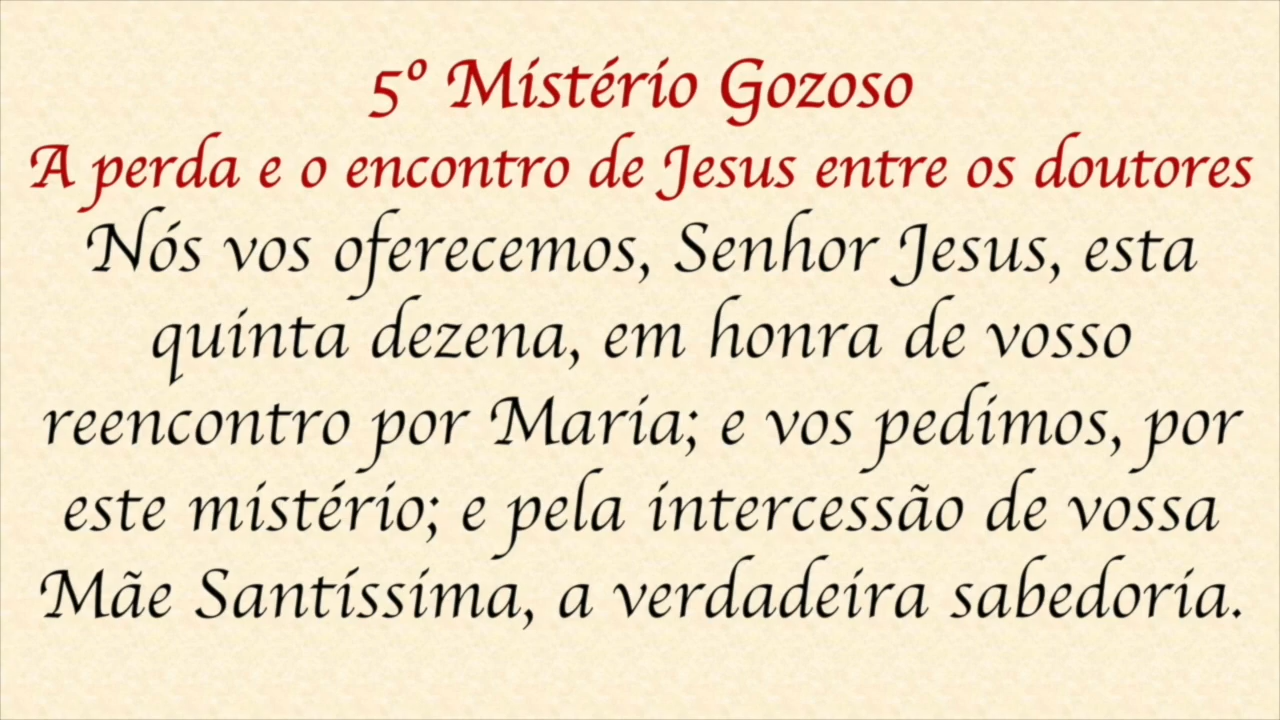 5º Mistério Gozoso
A perda e o encontro de Jesus entre os doutores
Nós vos oferecemos, Senhor Jesus, esta
quinta dezena, em honra de vosso
reencontro por Maria; e vos pedimos, por
este mistério; e pela intercessão de vossa
Mãe Santíssima, a verdadeira sabedoria.